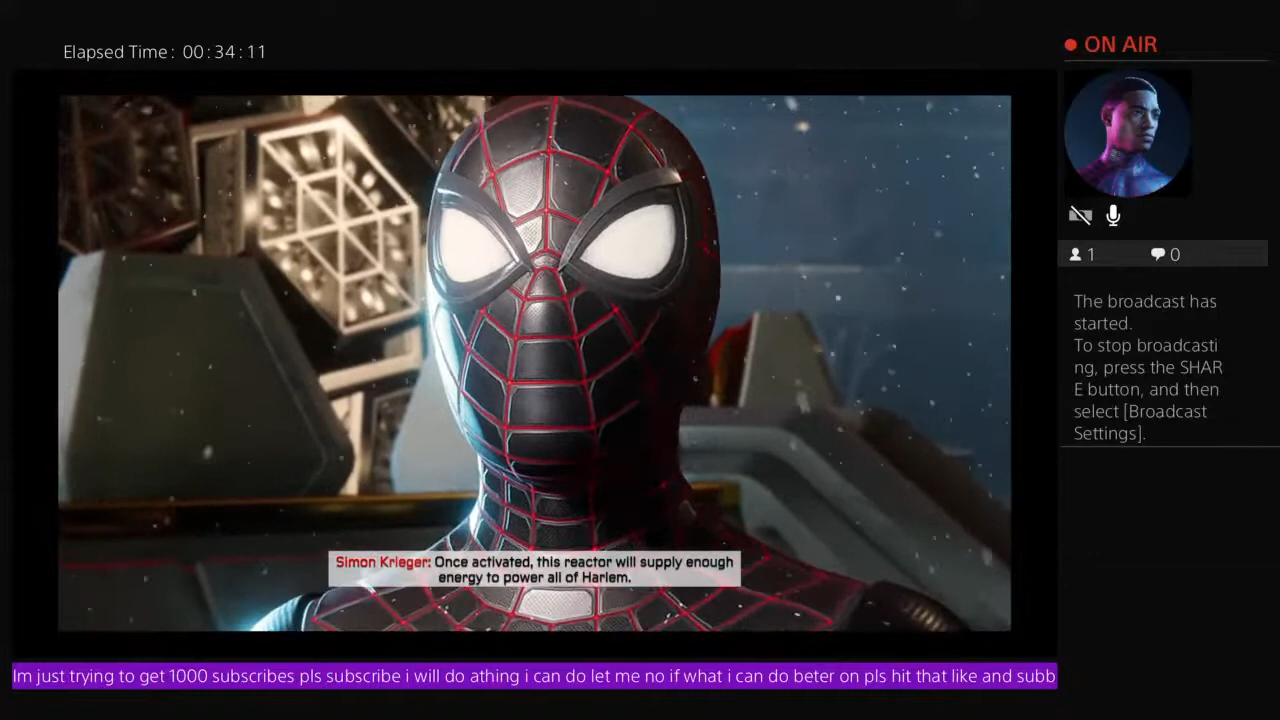 Elapsed Time: 00:34:11
ON AIR
1
0
The broadcast has
started.
To stop broadcasti
ng, press the SHAR
E button, and then
select [Broadcast
Settings].
Simon Krieger: Once activated, this reactor will supply enough
energy to power all of Harlem.
Im just trying to get 1000 subscribes pls subscribe i will do athing i can do let me no if what i can do beter on pls hit that like and subb